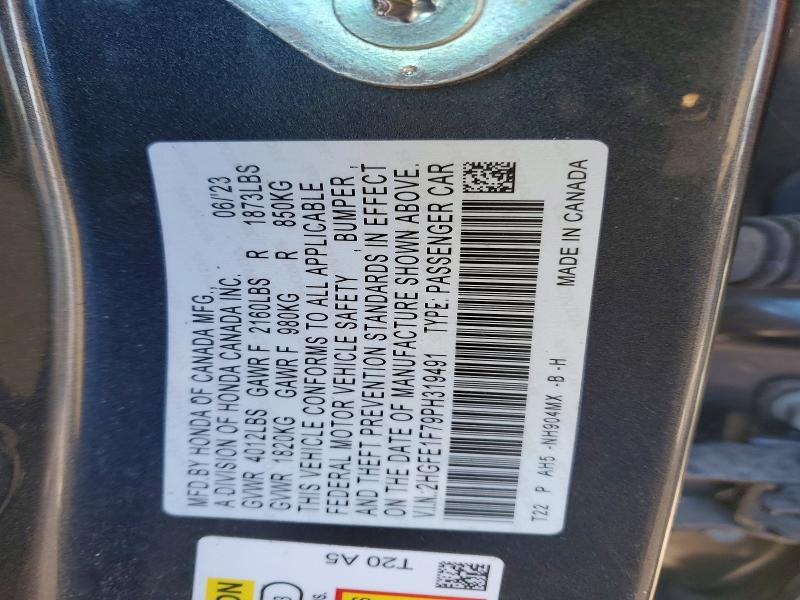 MFD.BY HONDA OF CANADA MFG., 06/'23
A DIVISION OF HONDA CANADA INC.
GVWR 4012LBS GAWR F 2160LBS R 1873LBS
GVWR 1820KG GAWR F 980KG R 850KG
THIS VEHICLE CONFORMS TO ALL APPLICABLE
FEDERAL MOTOR VEHICLE SAFETY , BUMPER ,
AND THEFT PREVENTION STANDARDS IN EFFECT
ON THE DATE OF MANUFACTURE SHOWN ABOVE.
V.I.N.:2HGFE1F79PH319481 TYPE: PASSENGER CAR
T22 P AH5 -NH904MX -B -H
MADE IN CANADA
T20 A5